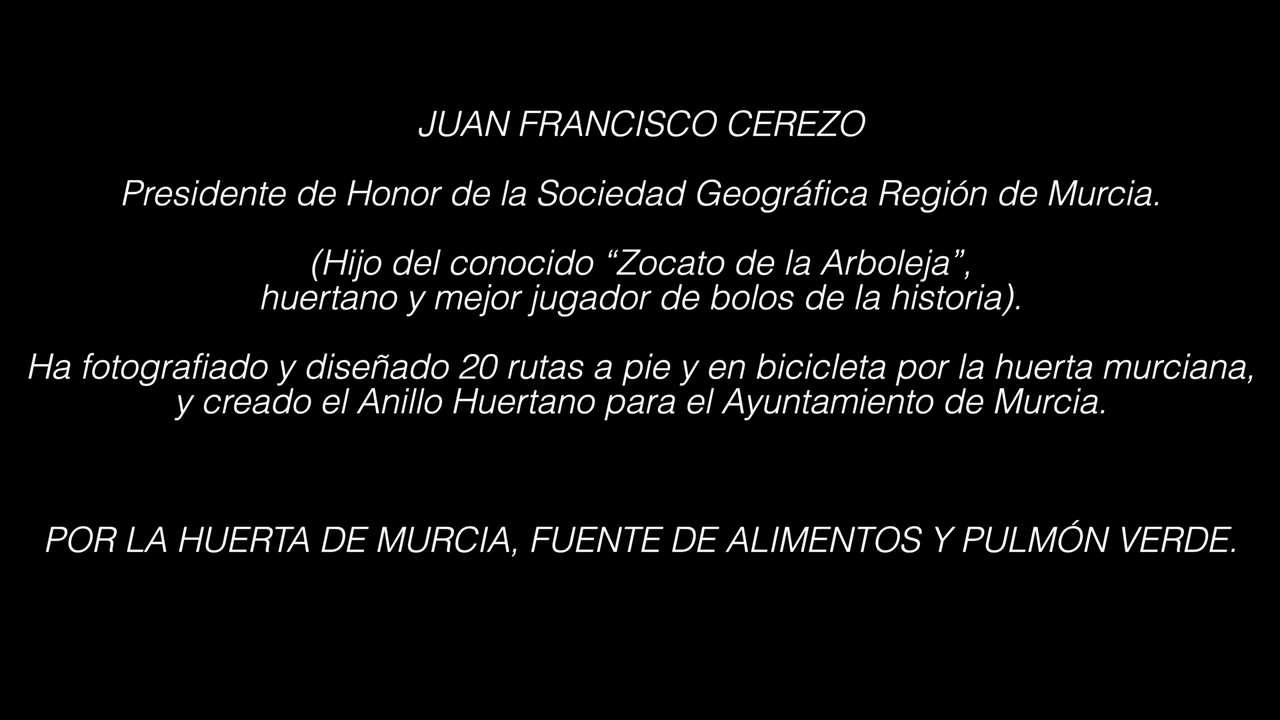 JUAN FRANCISCO CEREZO
Presidente de Honor de la Sociedad Geográfica Región de Murcia.
(Hijo del conocido “Zocato de la Arboleja”,
huertano y mejor jugador de bolos de la historia).
Ha fotografiado y diseñado 20 rutas a pie y en bicicleta por la huerta murciana,
y creado el Anillo Huertano para el Ayuntamiento de Murcia.
POR LA HUERTA DE MURCIA, FUENTE DE ALIMENTOS Y PULMÓN VERDE.